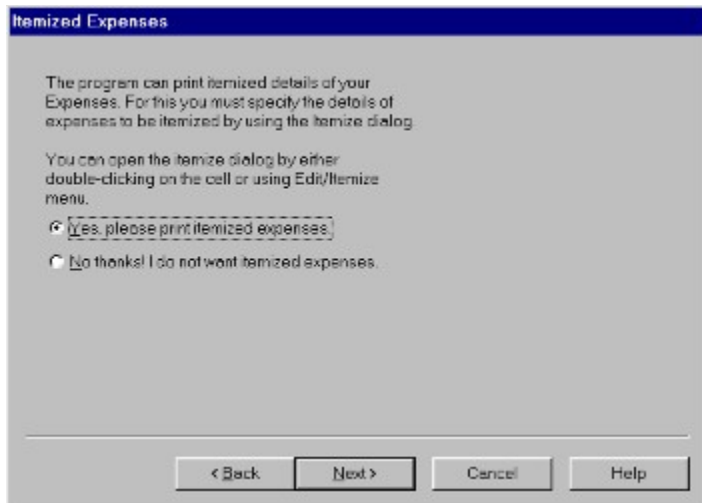 Itemized Expenses
The program can print itemized details of your
Expenses. For this you must specify the details of
expenses to be itemized by using the Itemize dialog.
You can open the itemize dialog by either
double-clicking on the cell or using Edit/Itemize
menu.
Yes, please print itemized expenses.
No thanks! I do not want itemized expenses.
< Back Next > Cancel Help